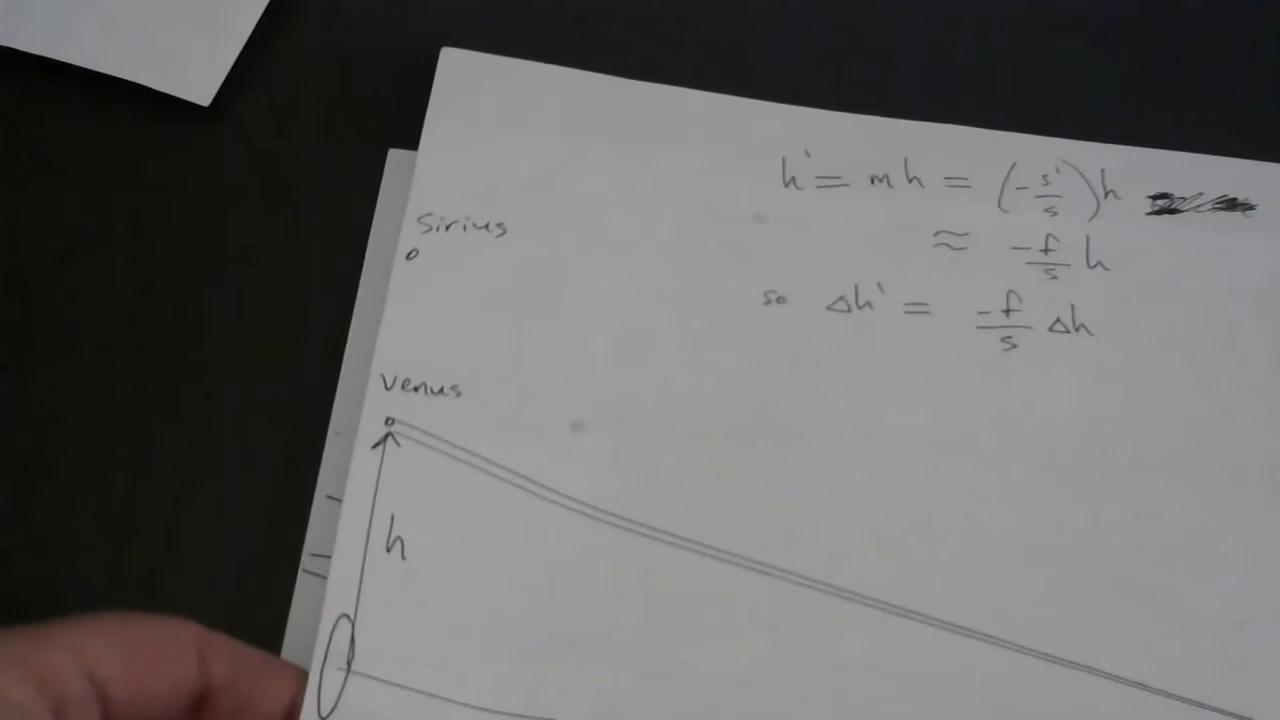 h' = mh = (-s'/s)h
≈ -f/s h
so Δh' = -f/s Δh
Sirius
Venus
h